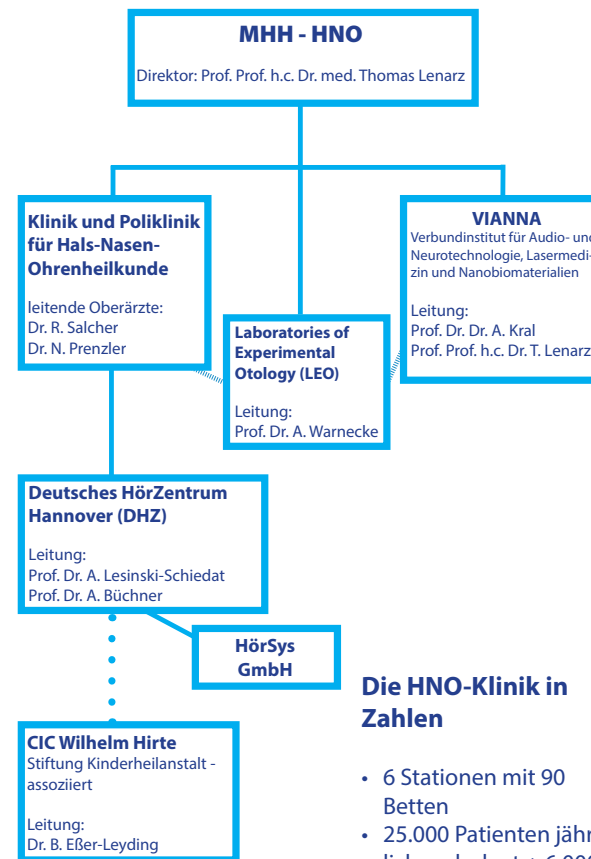 MHH - HNO
Direktor: Prof. Prof. h.c. Dr. med. Thomas Lenarz
Klinik und Poliklinik
für Hals-Nasen-
Ohrenheilkunde
leitende Oberärzte:
Dr. R. Salcher
Dr. N. Prenzler
Laboratories of
Experimental
Otology (LEO)
Leitung:
Prof. Dr. A. Warnecke
VIANNA
Verbundinstitut für Audio- und
Neurotechnologie, Lasermedi-
zin und Nanobiomaterialien
Leitung:
Prof. Dr. Dr. A. Kral
Prof. Prof. h.c. Dr. T. Lenarz
Deutsches HörZentrum
Hannover (DHZ)
Leitung:
Prof. Dr. A. Lesinski-Schiedat
Prof. Dr. A. Büchner
HörSys
GmbH
CIC Wilhelm Hirte
Stiftung Kinderheilanstalt -
assoziiert
Leitung:
Dr. B. Eßer-Leyding
Die HNO-Klinik in
Zahlen
• 6 Stationen mit 90
Betten
• 25.000 Patienten jähr